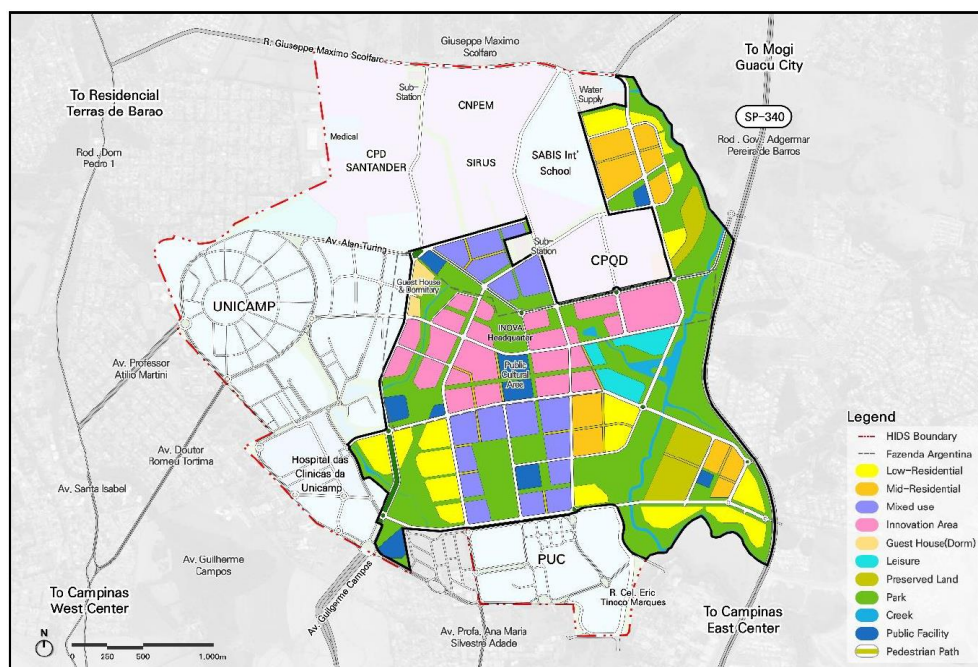 R. Giuseppe Maximo Scolfaro
Giuseppe Maximo
Scolfaro
To Mogi
Guacu City
To Residencial
Terras de Barao
Sub-
Station
CNPEM
Water
Supply
SP-340
Rod. Gov. Adgermar
Pereira de Barros
Rod. Dom
Pedro 1
Medical
CPD
SANTANDER
SIRUS
SABIS Int'
School
Av. Alan Turing
Sub-
Station
CPQD
Guest House
& Dormitory
UNICAMP
INOVA
Headquarter
Public
Cultural
Area
Av. Professor
Atilio Martini
Av. Doutor
Romeu Tortima
Av. Santa Isabel
Hospital das
Clinicas da
Unicamp
Av. Guilherme
Campos
Av. Guilgerme Campos
PUC
R. Cel. Eric
Tinoco Marques
To Campinas
West Center
To Campinas
East Center
Av. Profa. Ana Maria
Silvestre Adade
N
0 250 500 1,000m
Legend
HIDS Boundary
Fazenda Argentina
Low-Residential
Mid-Residential
Mixed use
Innovation Area
Guest House(Dorm)
Leisure
Preserved Land
Park
Creek
Public Facility
Pedestrian Path